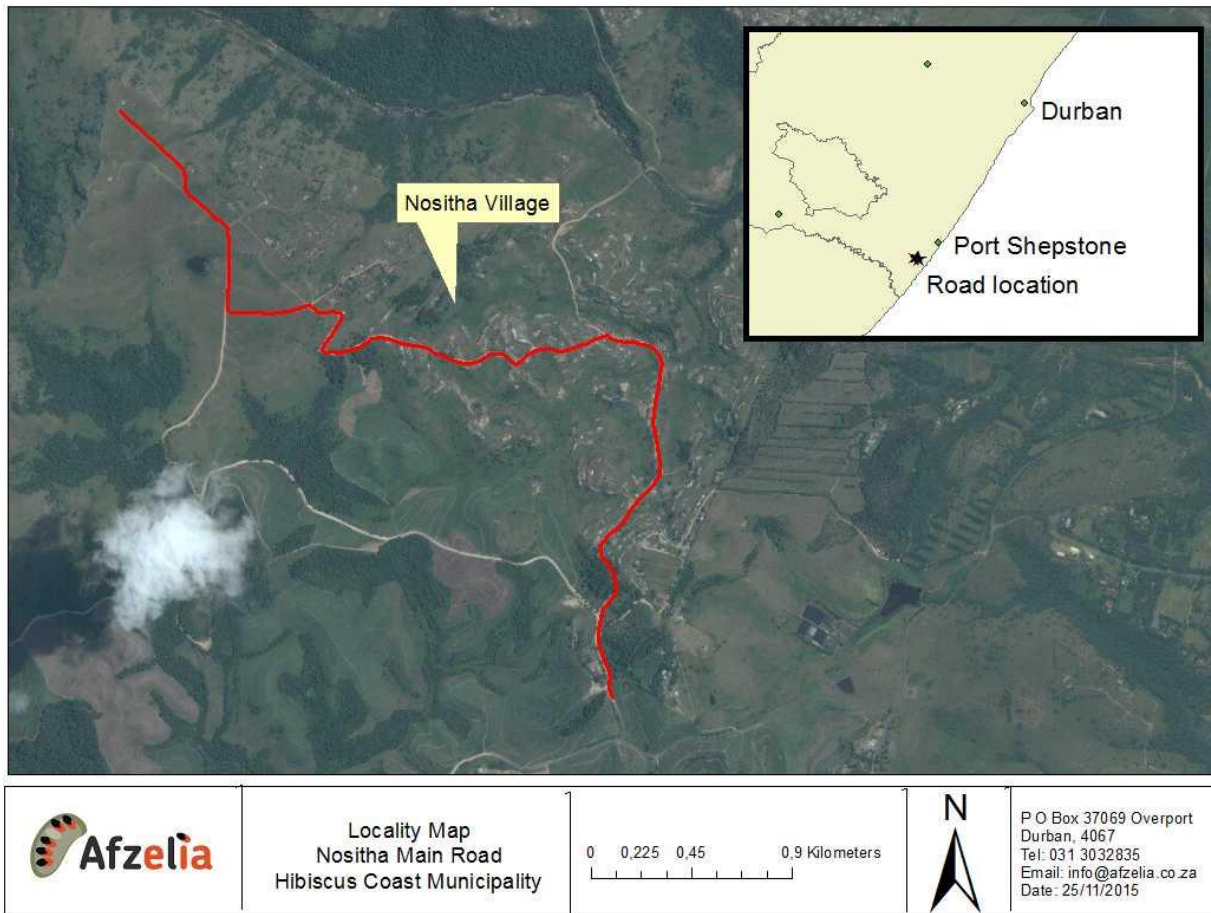 Nositha Village
Durban
Port Shepstone
Road location
Afzelia
Locality Map
Nositha Main Road
Hibiscus Coast Municipality
0 0,225 0,45 0,9 Kilometers
N
P O Box 37069 Overport
Durban, 4067
Tel: 031 3032835
Email: info@afzelia.co.za
Date: 25/11/2015